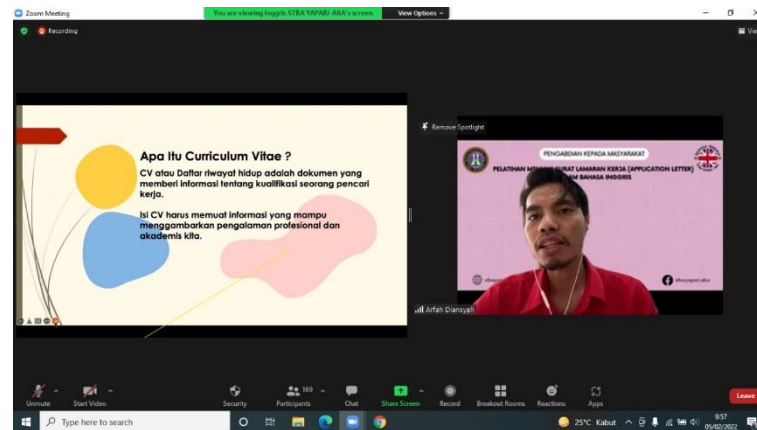 Zoom Meeting
You are viewing Inggris STBA YAPARI-ABA's screen
View Options
Recording
View
Apa Itu Curriculum Vitae ?
CV atau Daftar riwayat hidup adalah dokumen yang
memberi informasi tentang kualifikasi seorang pencari
kerja.
Isi CV harus memuat informasi yang mampu
menggambarkan pengalaman profesional dan
akademis kita.
Remove Spotlight
PENGABDIAN KEPADA MASYARAKAT
PELATIHAN SURAT LAMARAN KERJA (APPLICATION LETTER)
BAHASA INGGRIS
Arfah Diansyah
Unmute
Start Video
Security
169
Participants
Chat
Share Screen
Record
Breakout Rooms
Reactions
Apps
Leave
Type here to search
25°C Kabut
9:57
05/02/2022